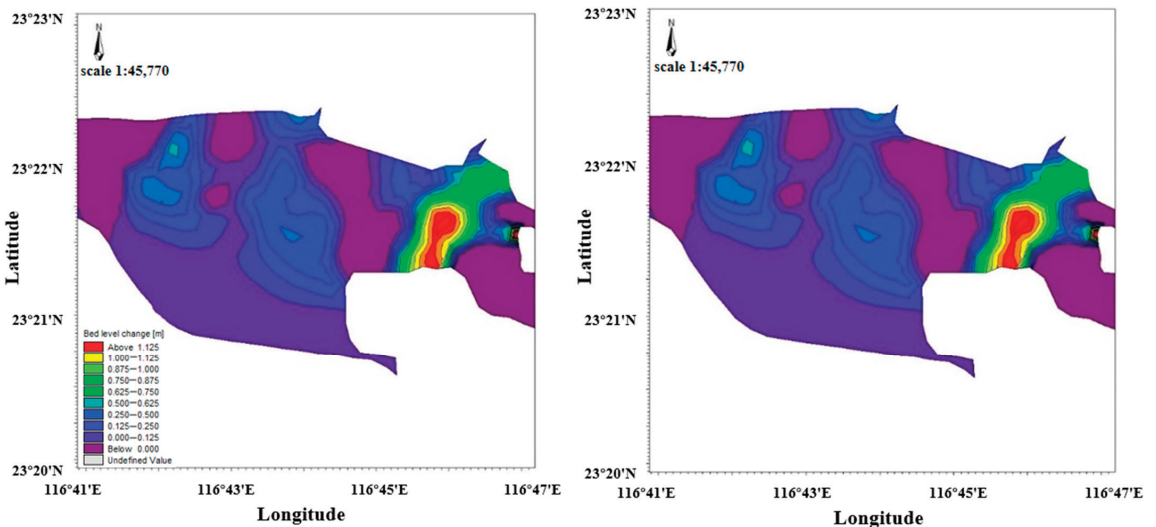 23°23'N
N
scale 1:45,770
23°22'N
Latitude
23°21'N
Bed level change [m]
Above 1.125
1.000—1.125
0.875—1.000
0.750—0.875
0.625—0.750
0.500—0.625
0.250—0.500
0.125—0.250
0.000—0.125
Below 0.000
Undefined Value
23°20'N
116°41'E 116°43'E 116°45'E 116°47'E
Longitude
23°23'N
N
scale 1:45,770
23°22'N
Latitude
23°21'N
23°20'N
116°41'E 116°43'E 116°45'E 116°47'E
Longitude